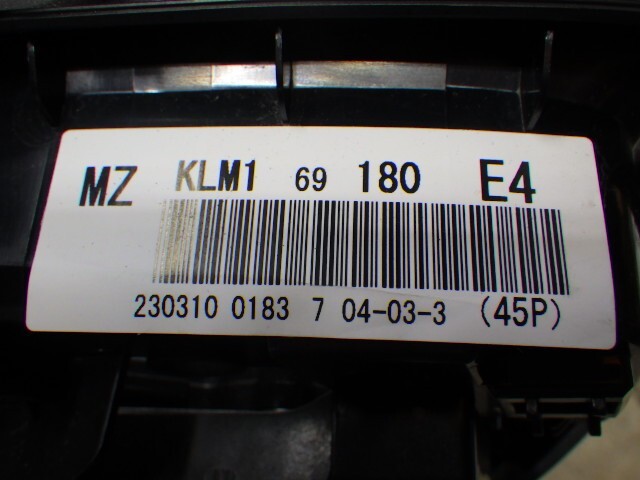 MZ KLM1 69 180 E4
230310 0183 7 04-03-3 (45P)